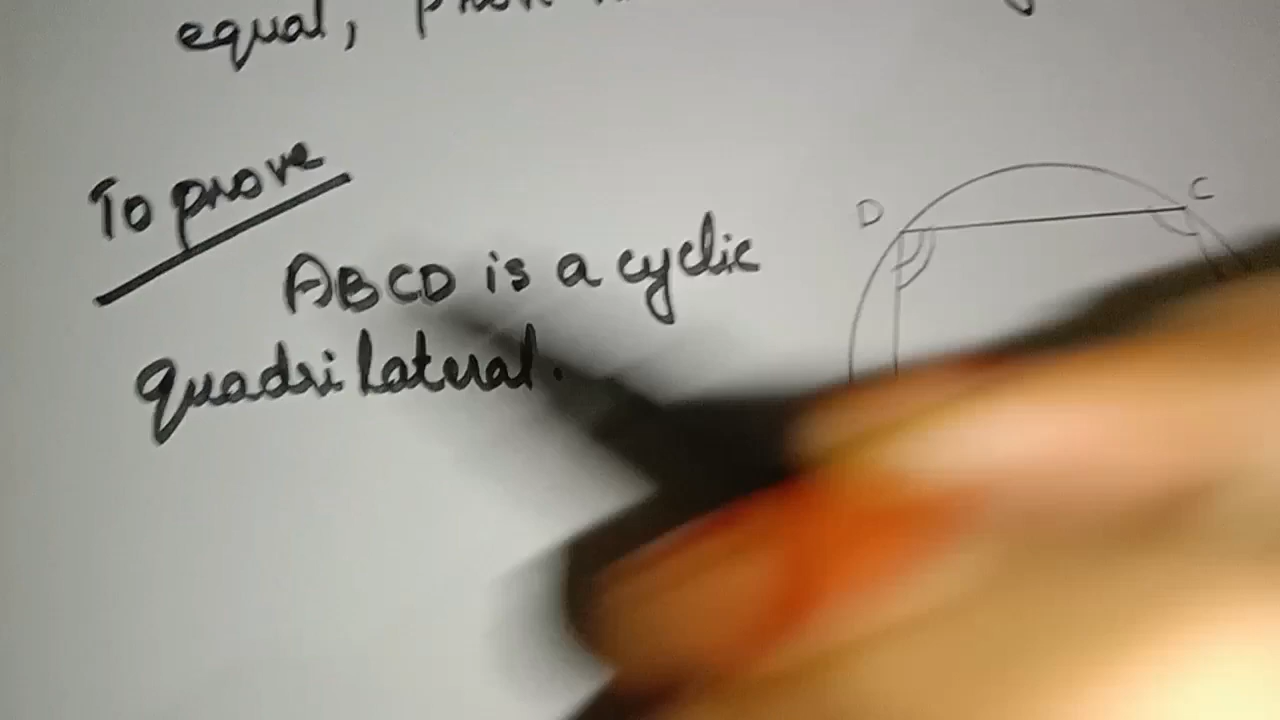 equal,
To prove
ABCD is a cyclic
quadrilateral.
D
C